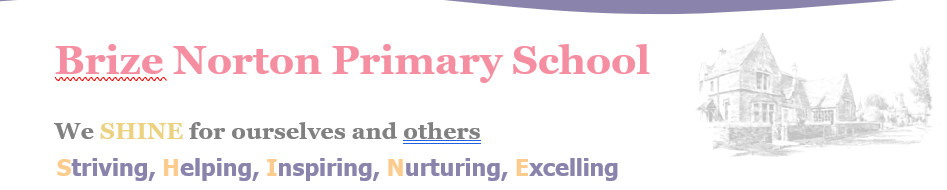 Brize Norton Primary School
We SHINE for ourselves and others
Striving, Helping, Inspiring, Nurturing, Excelling